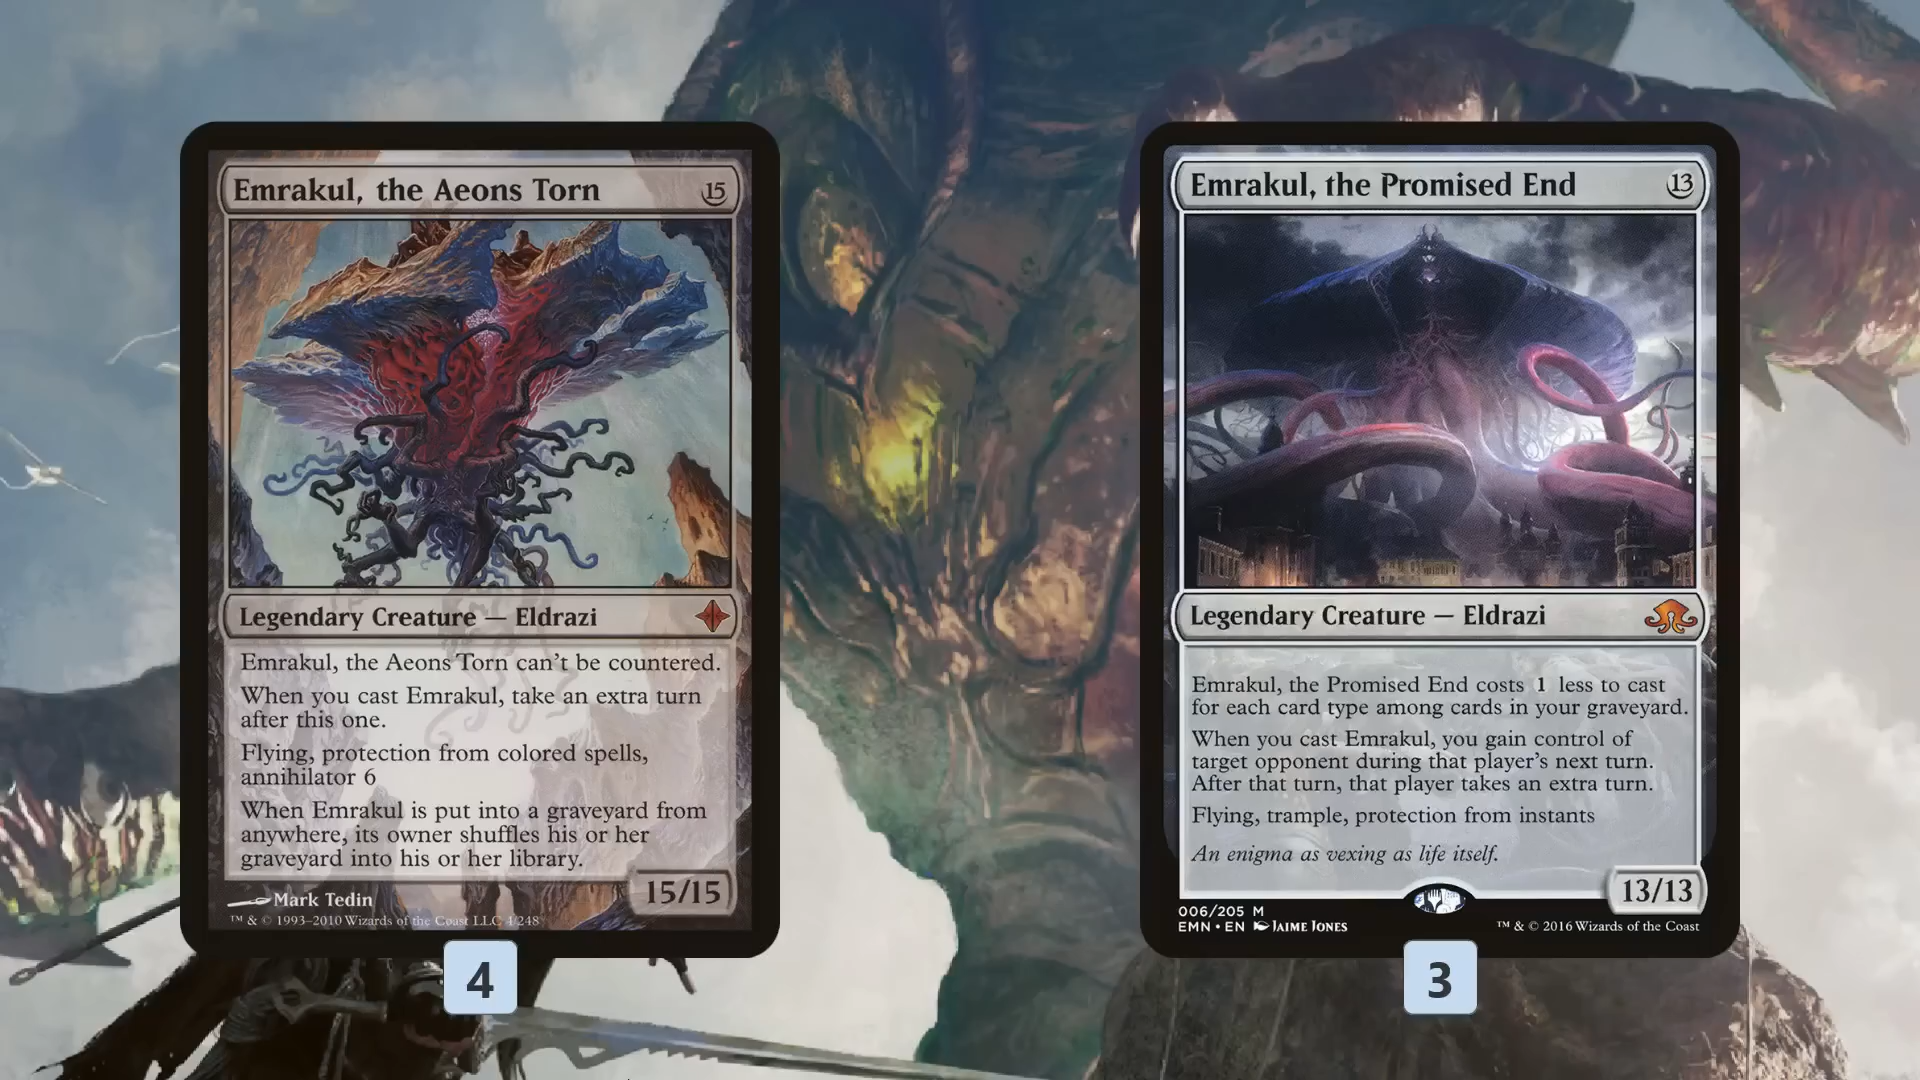 Emrakul, the Aeons Torn 15
Legendary Creature — Eldrazi
Emrakul, the Aeons Torn can't be countered.
When you cast Emrakul, take an extra turn
after this one.
Flying, protection from colored spells,
annihilator 6
When Emrakul is put into a graveyard from
anywhere, its owner shuffles his or her
graveyard into his or her library.
15/15
Mark Tedin
™ & © 1993–2010 Wizards of the Coast LLC 4/248
4
Emrakul, the Promised End 13
Legendary Creature — Eldrazi
Emrakul, the Promised End costs 1 less to cast
for each card type among cards in your graveyard.
When you cast Emrakul, you gain control of
target opponent during that player's next turn.
After that turn, that player takes an extra turn.
Flying, trample, protection from instants
An enigma as vexing as life itself.
13/13
006/205 M
EMN • EN JAIME JONES
™ & © 2016 Wizards of the Coast
3